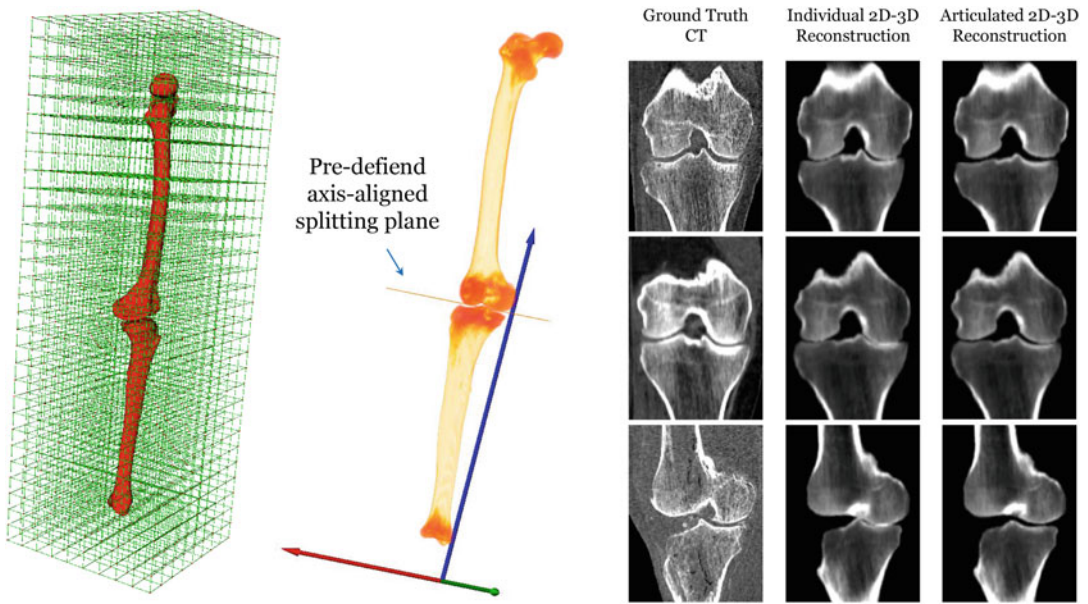 Pre-defiend
axis-aligned
splitting plane
Ground Truth
CT
Individual 2D-3D
Reconstruction
Articulated 2D-3D
Reconstruction